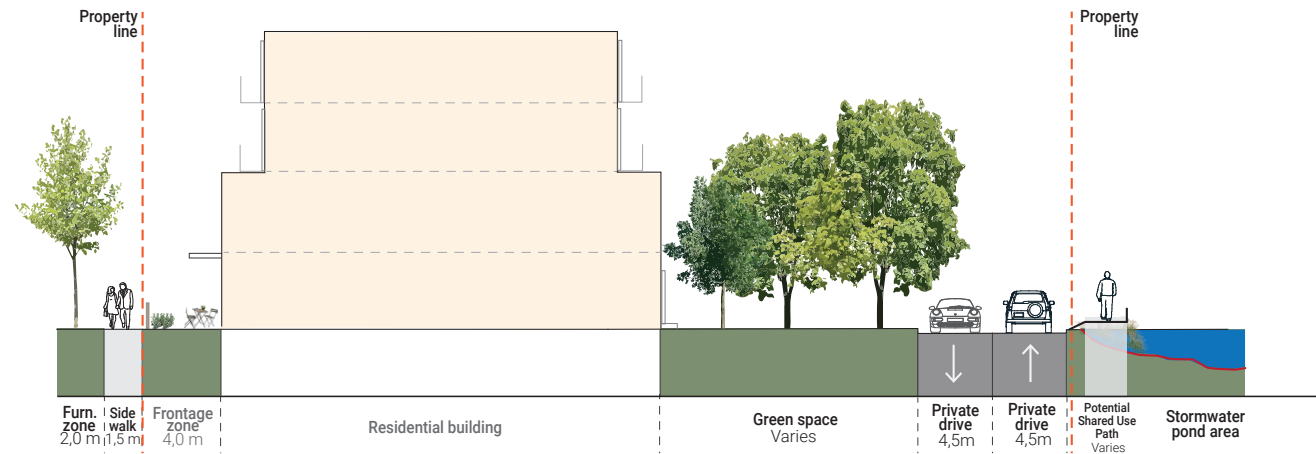 Property
line
Property
line
Furn.
zone
2,0 m
Side
walk
1,5 m
Frontage
zone
4,0 m
Residential building
Green space
Varies
Private
drive
4,5m
Private
drive
4,5m
Potential
Shared Use
Path
Varies
Stormwater
pond area